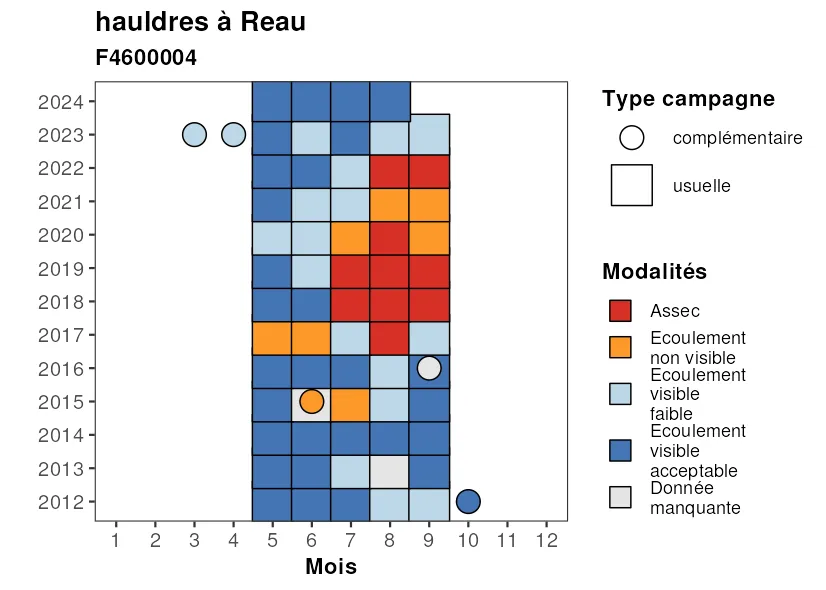 hauldres à Reau
F4600004
2024
2023
2022
2021
2020
2019
2018
2017
2016
2015
2014
2013
2012
1 2 3 4 5 6 7 8 9 10 11 12
Mois
Type campagne
complémentaire
usuelle
Modalités
Assec
Ecoulement
non visible
Ecoulement
visible
faible
Ecoulement
visible
acceptable
Donnée
manquante